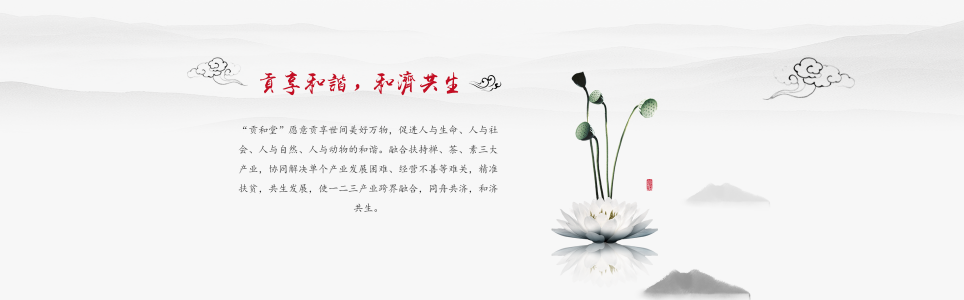 贡享和諧，和濟共生
“贡和堂”愿意贡享世间美好万物，促进人与生命、人与社
会、人与自然、人与动物的和谐。融合扶持禅、茶、素三大
产业，协同解决单个产业发展困难、经营不善等难关，精准
扶贫，共生发展，使一二三产业跨界融合，同舟共济，和济
共生。